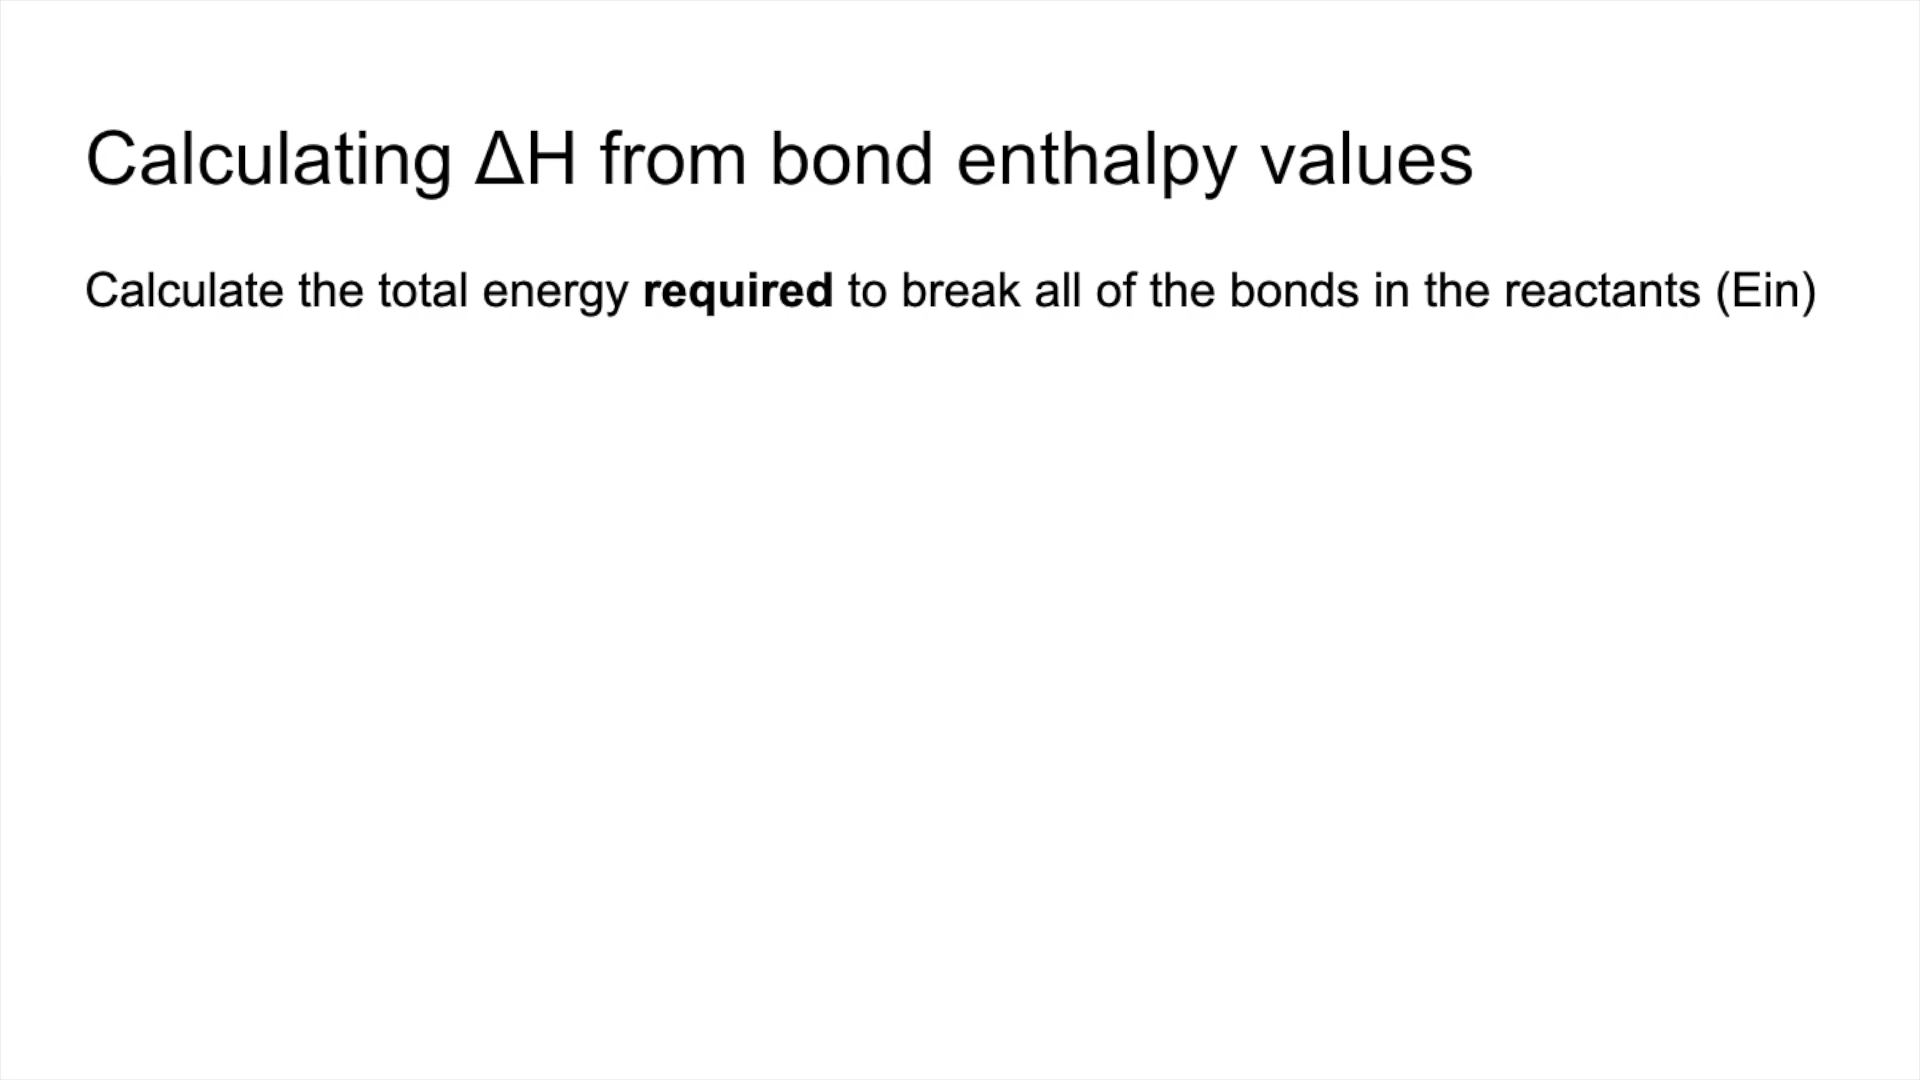 Calculating ΔH from bond enthalpy values
Calculate the total energy required to break all of the bonds in the reactants (Ein)